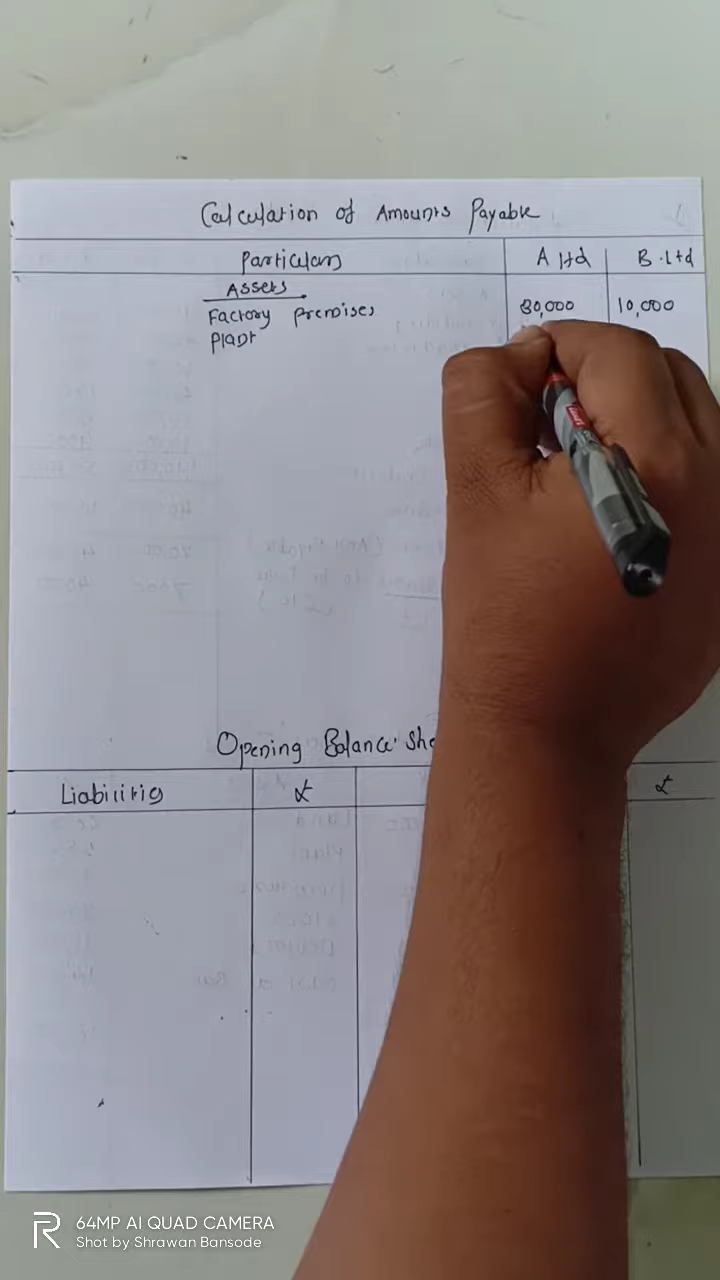 Calculation of Amounts Payable
Particulars A ltd B.Ltd
Assets
Factory Premises 80,000 10,000
Plant
Opening Balance She
Liabilities ₹ ₹
64MP AI QUAD CAMERA
Shot by Shrawan Bansode